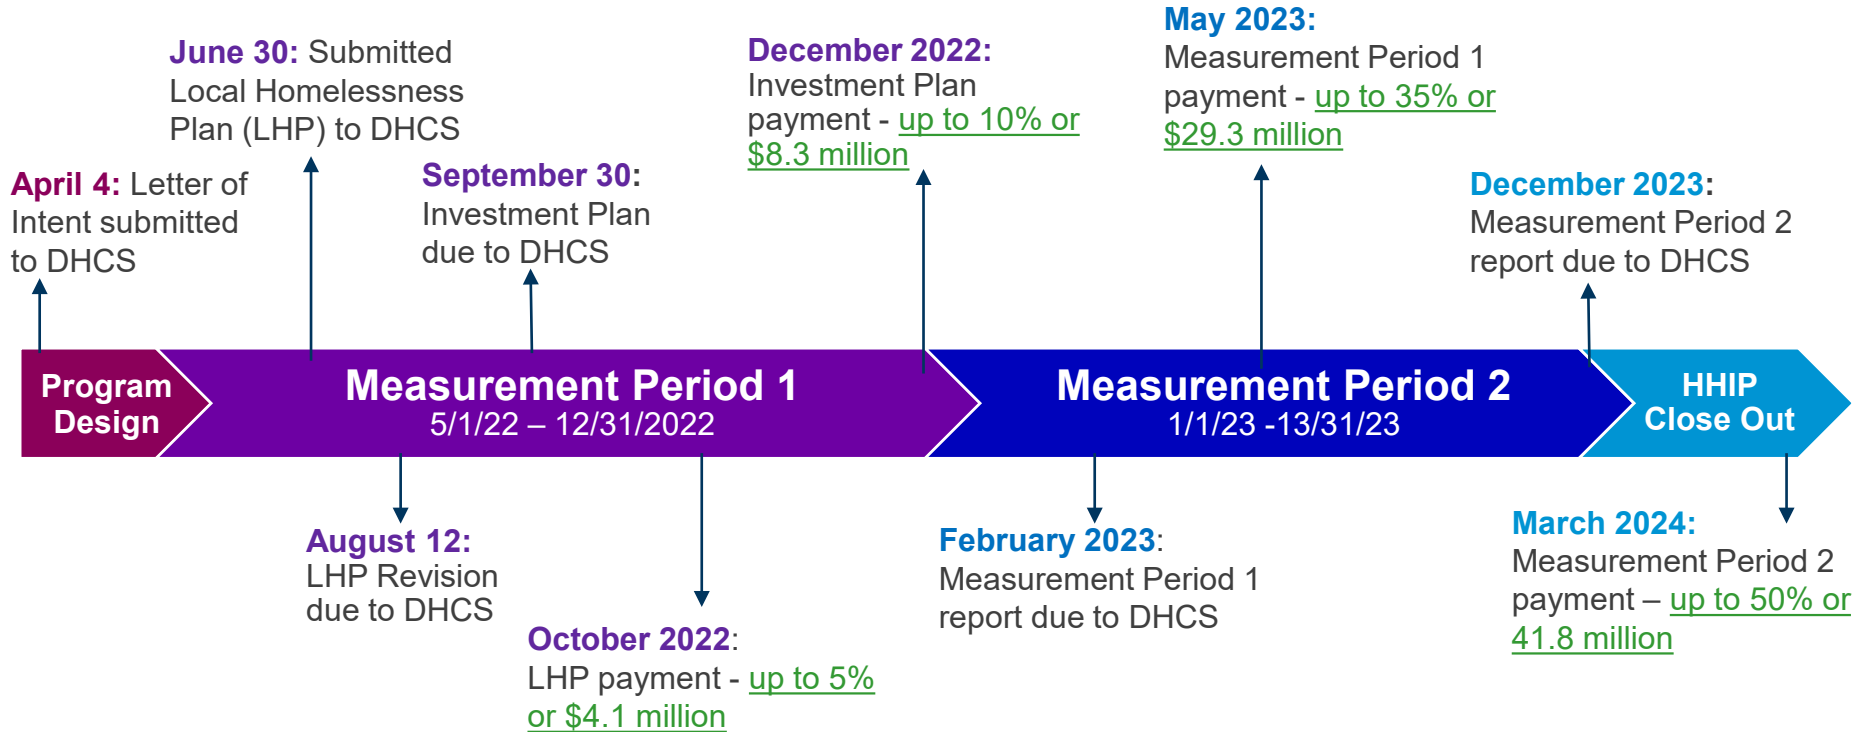 April 4: Letter of
Intent submitted
to DHCS
June 30: Submitted
Local Homelessness
Plan (LHP) to DHCS
September 30:
Investment Plan
due to DHCS
December 2022:
Investment Plan
payment - up to 10% or
$8.3 million
May 2023:
Measurement Period 1
payment - up to 35% or
$29.3 million
December 2023:
Measurement Period 2
report due to DHCS
Program
Design
Measurement Period 1
5/1/22 – 12/31/2022
Measurement Period 2
1/1/23 -13/31/23
HHIP
Close Out
August 12:
LHP Revision
due to DHCS
October 2022:
LHP payment - up to 5%
or $4.1 million
February 2023:
Measurement Period 1
report due to DHCS
March 2024:
Measurement Period 2
payment – up to 50% or
41.8 million